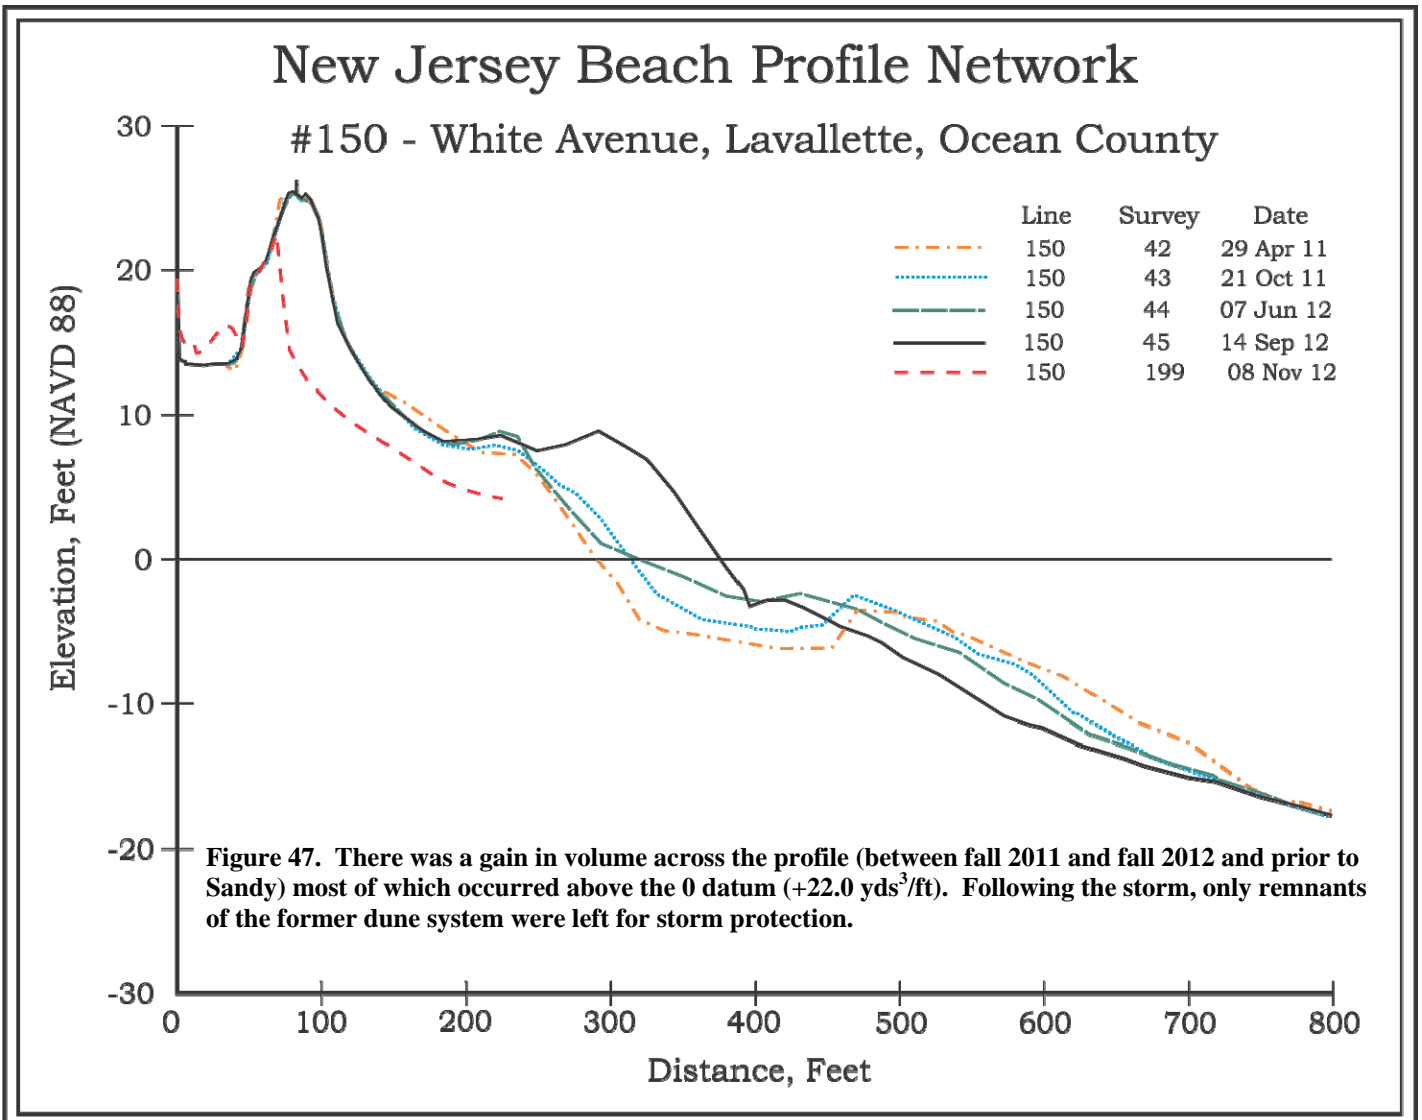 New Jersey Beach Profile Network
#150 - White Avenue, Lavallette, Ocean County
Line Survey Date
150 42 29 Apr 11
150 43 21 Oct 11
150 44 07 Jun 12
150 45 14 Sep 12
150 199 08 Nov 12
Elevation, Feet (NAVD 88)
30
20
10
0
-10
-20
-30
Figure 47. There was a gain in volume across the profile (between fall 2011 and fall 2012 and prior to
Sandy) most of which occurred above the 0 datum (+22.0 yds³/ft). Following the storm, only remnants
of the former dune system were left for storm protection.
0 100 200 300 400 500 600 700 800
Distance, Feet